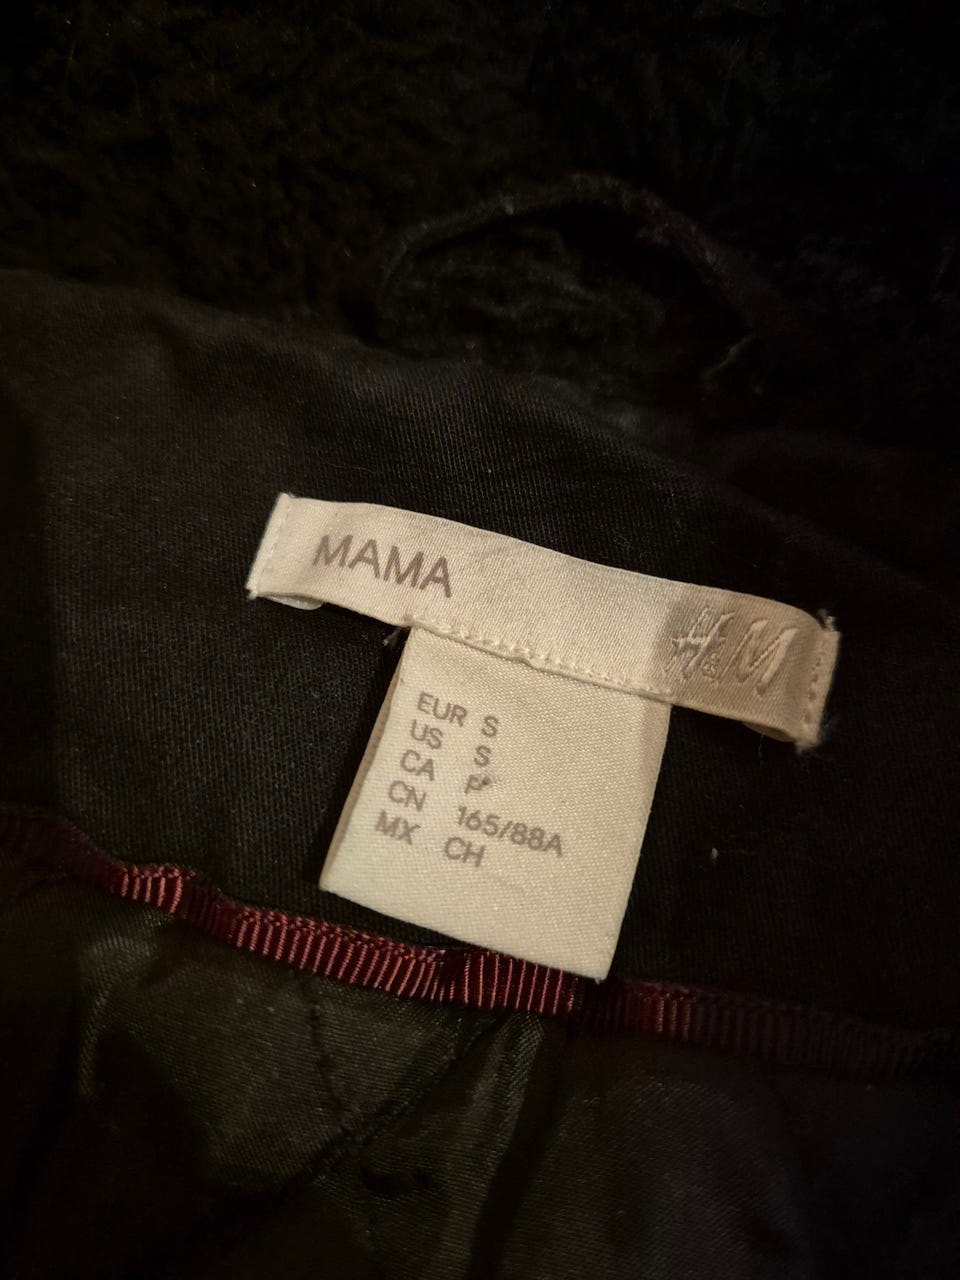 MAMA
H&M
EUR S
US S
CA P
CN 165/88A
MX CH